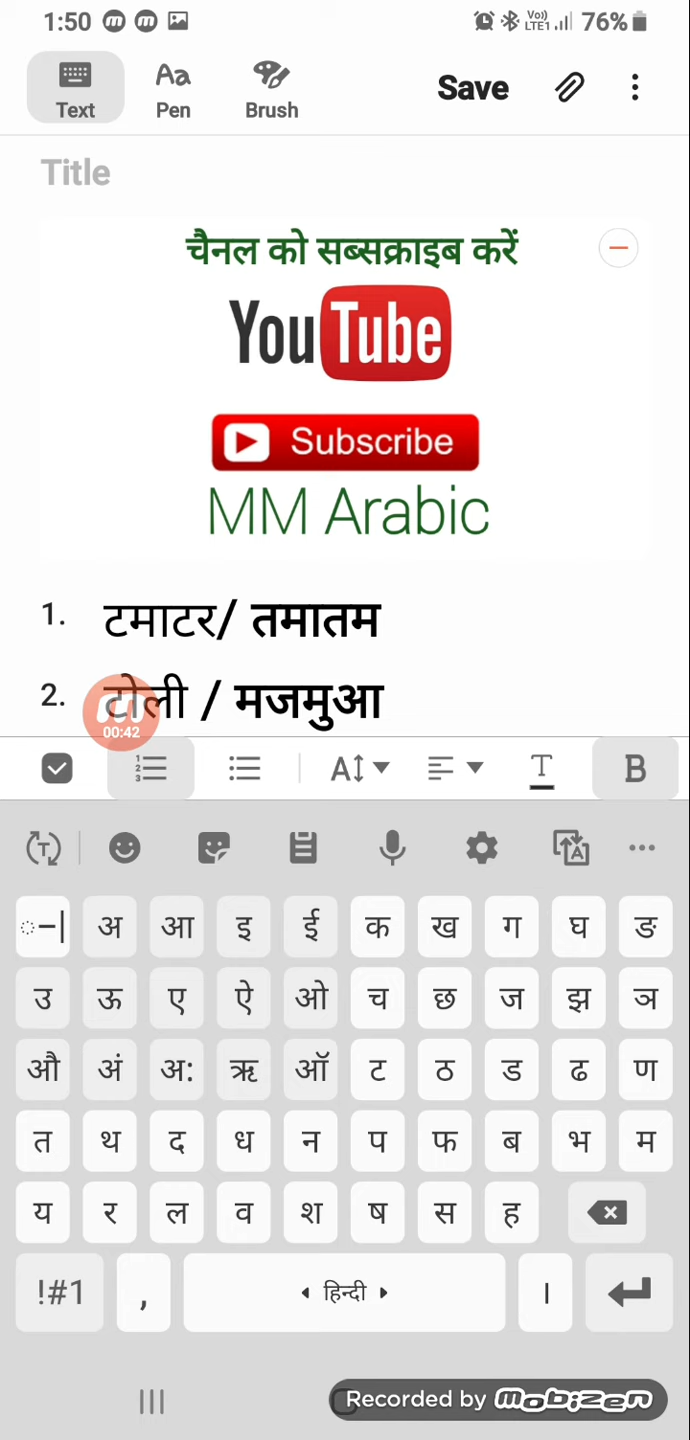 1:50 76%
Text Pen Brush Save
Title
चैनल को सब्सक्राइब करें
YouTube
Subscribe
MM Arabic
1. टमाटर/ तमातम
2. टोली / मजमुआ
00:42
अ आ इ ई क ख ग घ ङ
उ ऊ ए ऐ ओ च छ ज झ ञ
औ अं अः ऋ ऑ ट ठ ड ढ ण
त थ द ध न प फ ब भ म
य र ल व श ष स ह
!#1 , हिन्दी ।
Recorded by mobizen